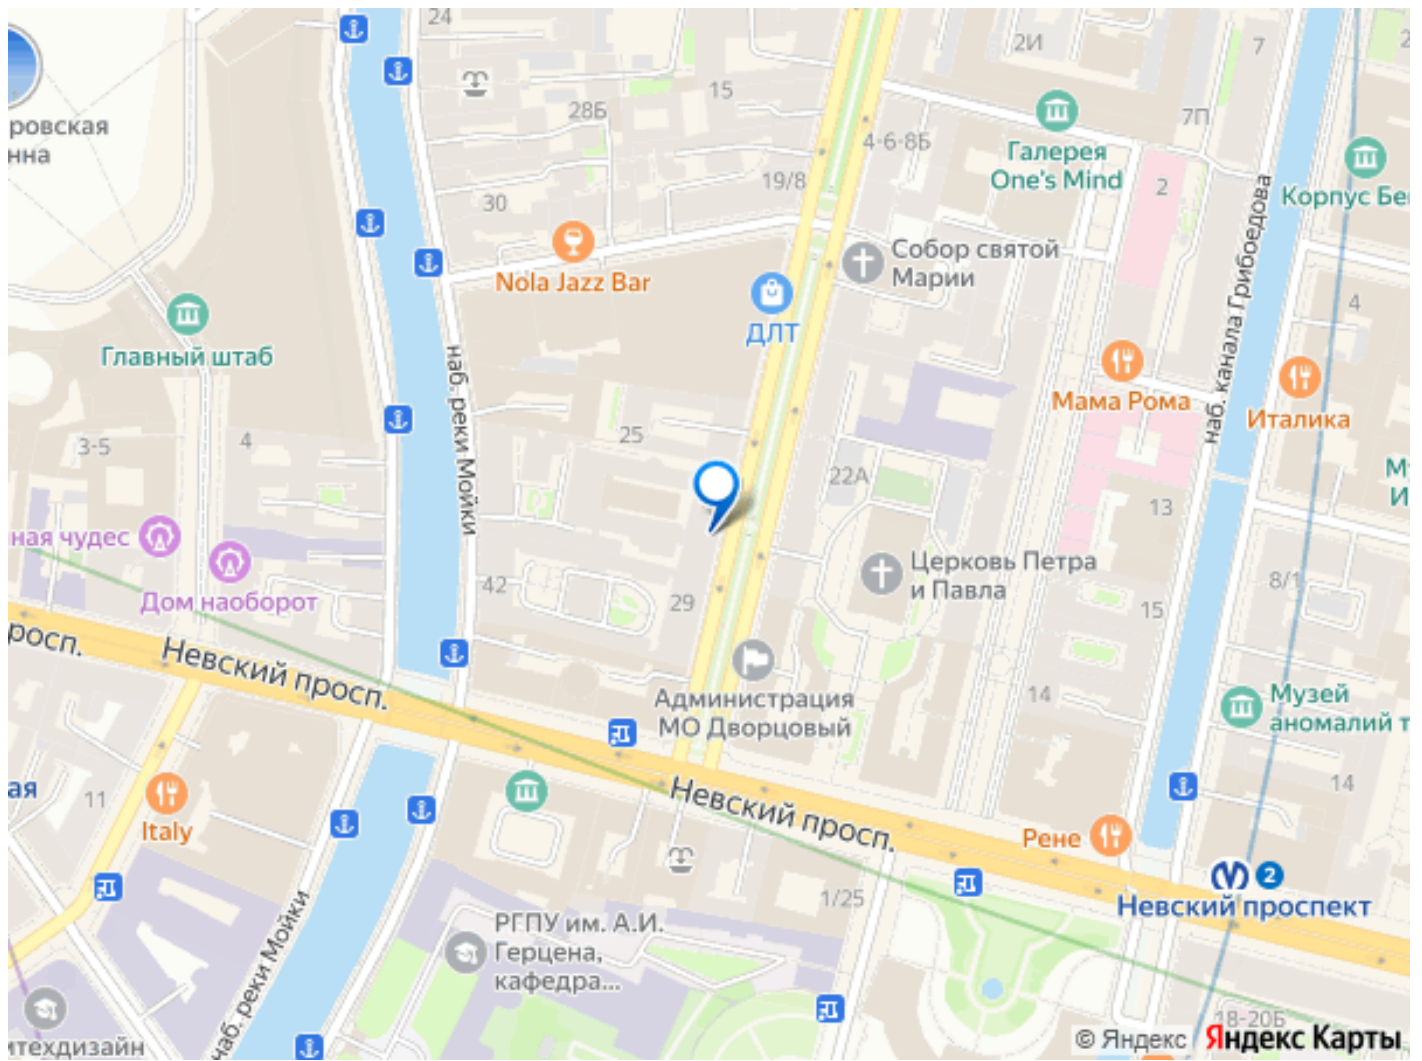 24
2И
7
15
28Б
7П
ровская
нна
4-6-8Б
Галерея
One's Mind
19/8
2
Корпус Бе
30
Nola Jazz Bar
Собор святой
Марии
ДЛТ
4
Главный штаб
наб. реки Мойки
наб. канала Грибоедова
Мама Рома
Италика
3-5
4
25
22А
13
М
И
ная чудес
Дом наоборот
42
29
Церковь Петра
и Павла
8/1
15
росп.
Невский просп.
Администрация
МО Дворцовый
14
Музей
аномалий т
14
ая
11
Italy
Невский просп.
Рене
1/25
2
Невский проспект
наб. реки Мойки
РГПУ им. А.И.
Герцена,
кафедра...
18-20Б
итехдизайн
© Яндекс Яндекс Карты